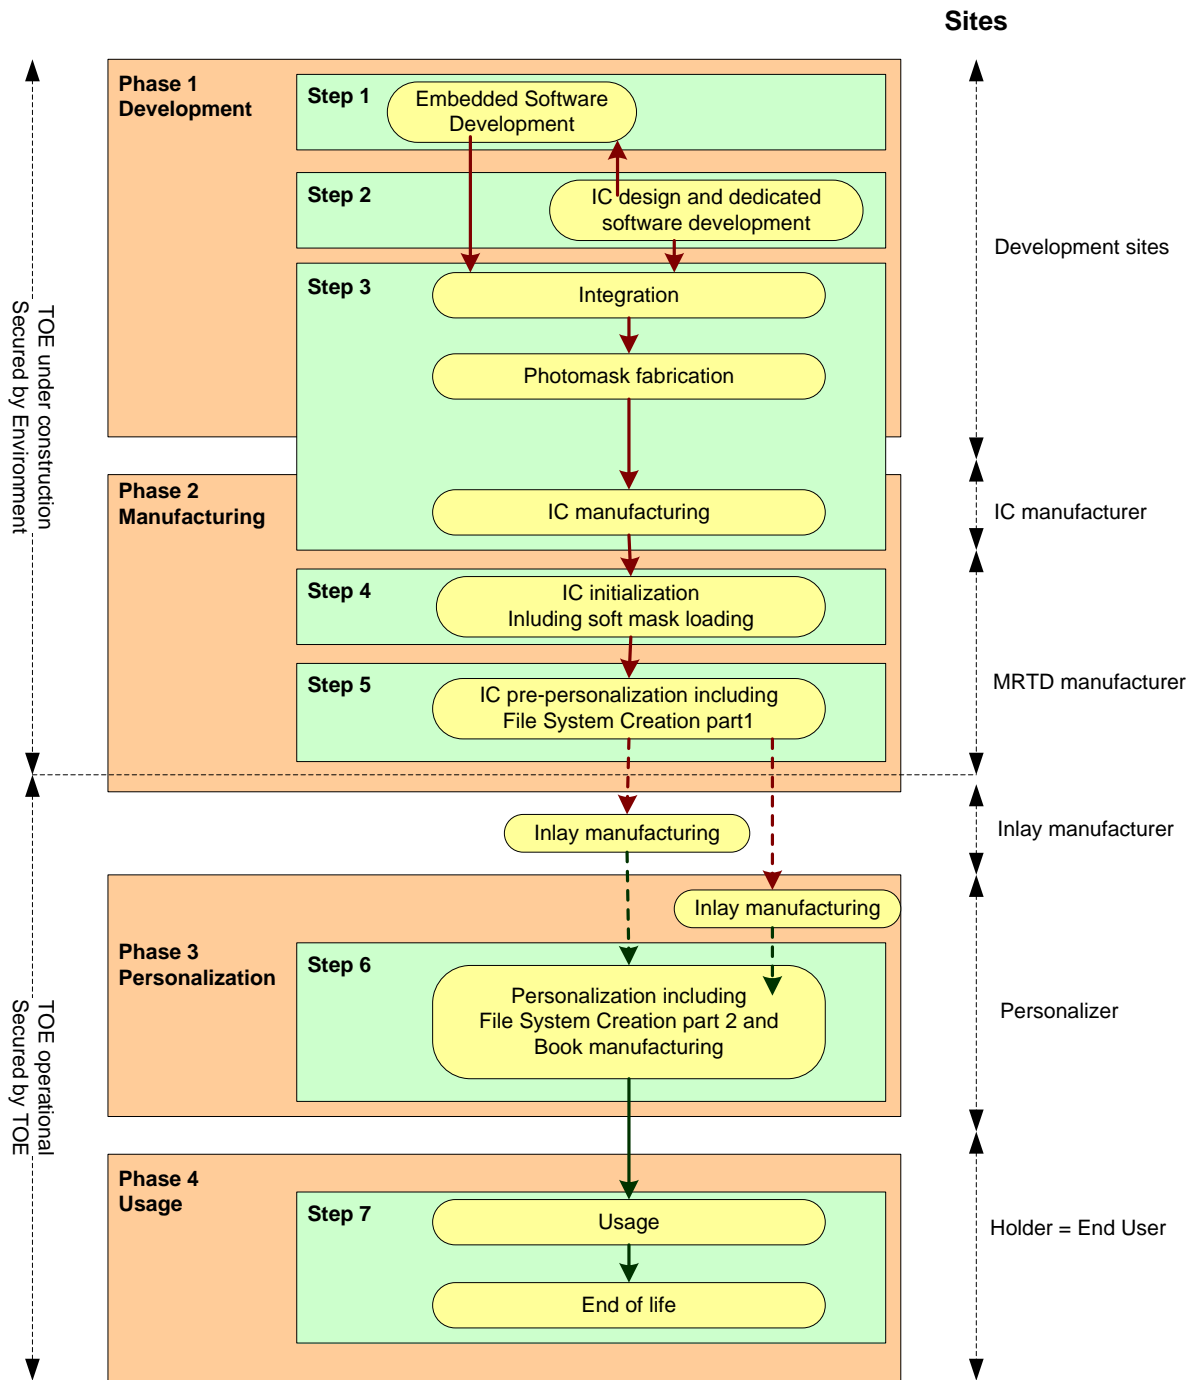 Sites
Phase 1
Development
Step 1
Embedded Software
Development
Step 2
IC design and dedicated
software development
Development sites
Step 3
Integration
Photomask fabrication
TOE under construction
Secured by Environment
Phase 2
Manufacturing
IC manufacturing
IC manufacturer
Step 4
IC initialization
Inluding soft mask loading
Step 5
IC pre-personalization including
File System Creation part1
MRTD manufacturer
Inlay manufacturing
Inlay manufacturer
Inlay manufacturing
Phase 3
Personalization
Step 6
Personalization including
File System Creation part 2 and
Book manufacturing
Personalizer
TOE operational
Secured by TOE
Phase 4
Usage
Step 7
Usage
Holder = End User
End of life